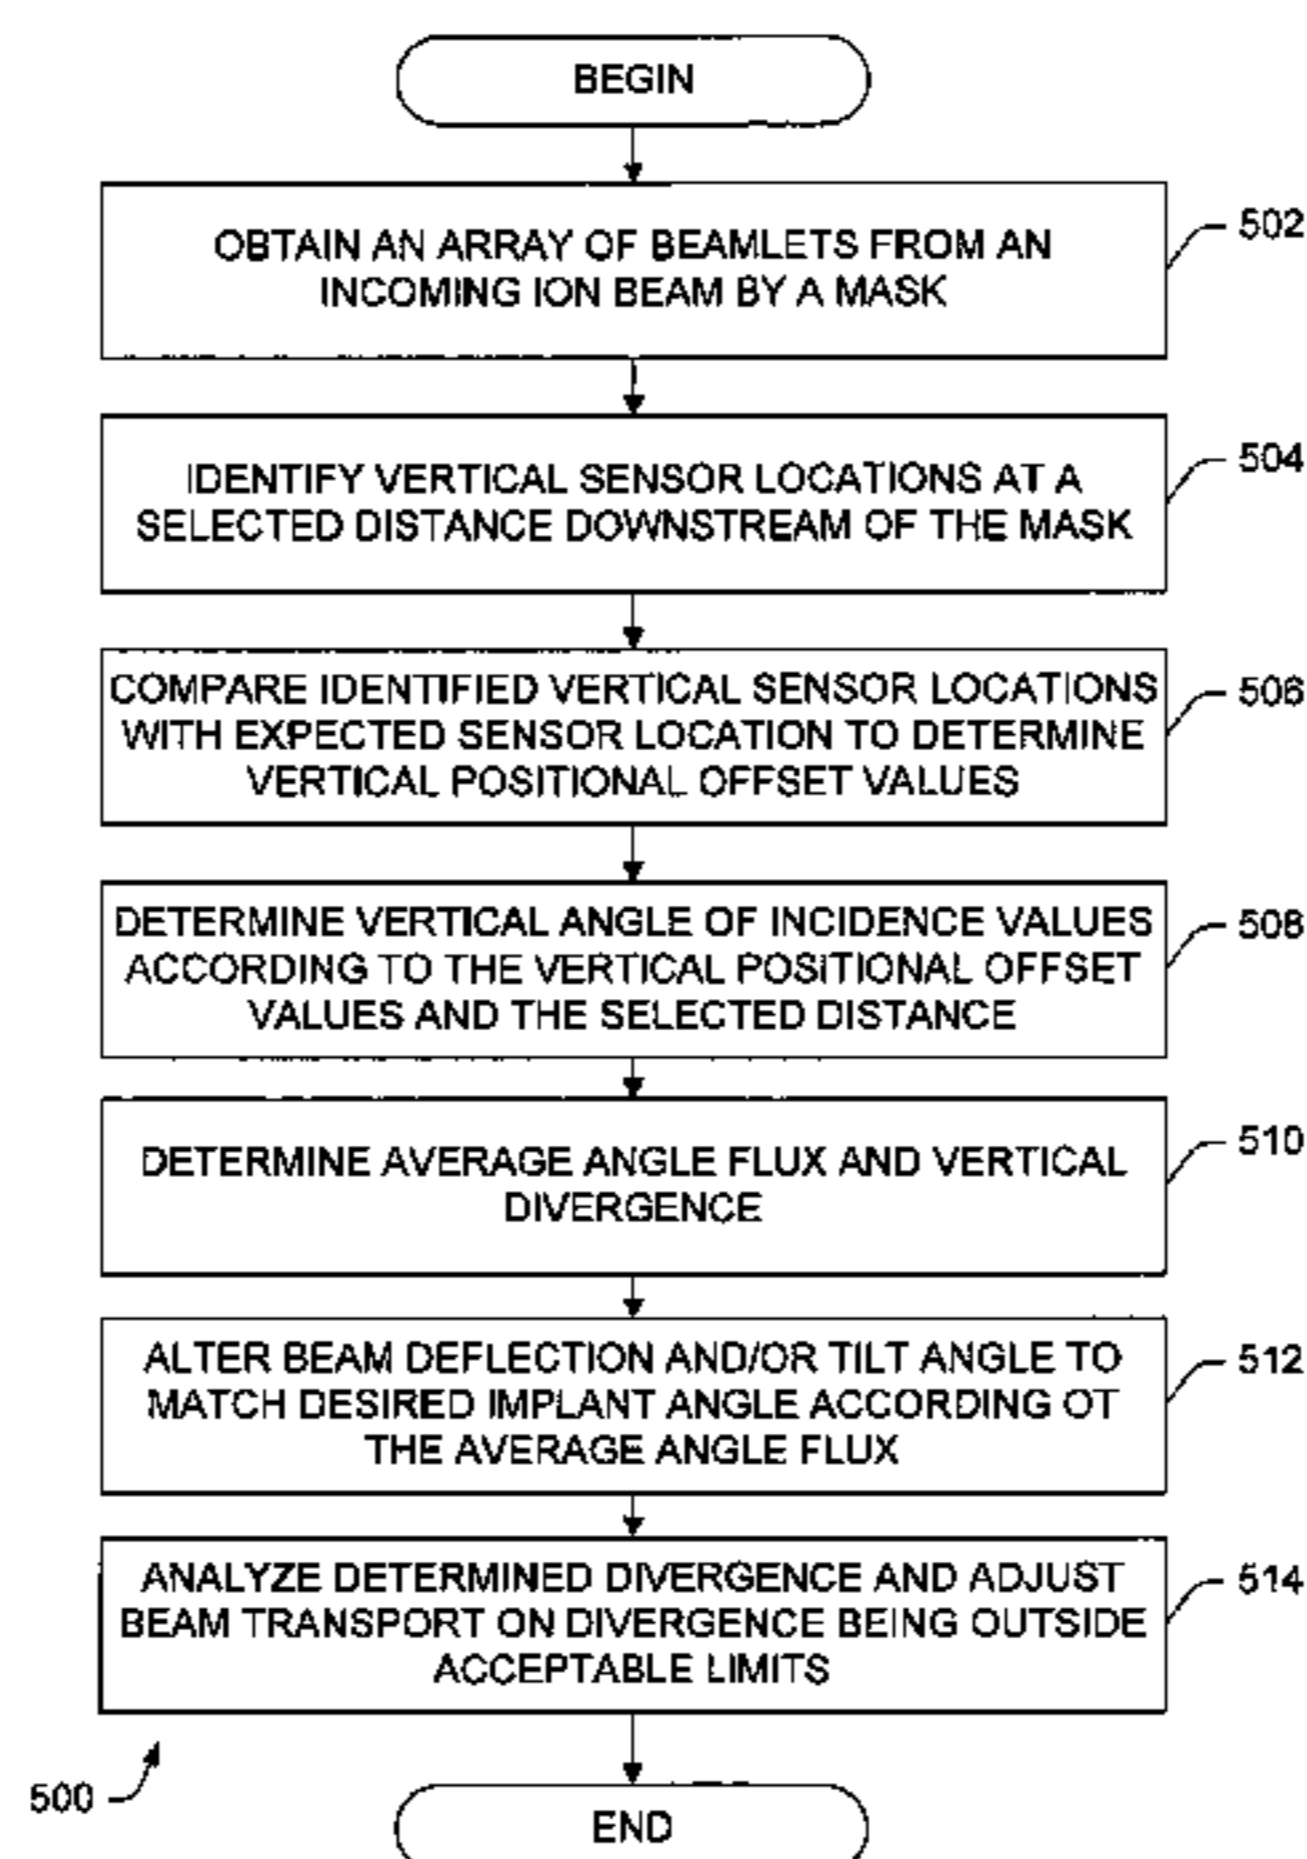 BEGIN
OBTAIN AN ARRAY OF BEAMLETS FROM AN
INCOMING ION BEAM BY A MASK
502
IDENTIFY VERTICAL SENSOR LOCATIONS AT A
SELECTED DISTANCE DOWNSTREAM OF THE MASK
504
COMPARE IDENTIFIED VERTICAL SENSOR LOCATIONS
WITH EXPECTED SENSOR LOCATION TO DETERMINE
VERTICAL POSITIONAL OFFSET VALUES
506
DETERMINE VERTICAL ANGLE OF INCIDENCE VALUES
ACCORDING TO THE VERTICAL POSITIONAL OFFSET
VALUES AND THE SELECTED DISTANCE
508
DETERMINE AVERAGE ANGLE FLUX AND VERTICAL
DIVERGENCE
510
ALTER BEAM DEFLECTION AND/OR TILT ANGLE TO
MATCH DESIRED IMPLANT ANGLE ACCORDING OT
THE AVERAGE ANGLE FLUX
512
ANALYZE DETERMINED DIVERGENCE AND ADJUST
BEAM TRANSPORT ON DIVERGENCE BEING OUTSIDE
ACCEPTABLE LIMITS
514
500
END